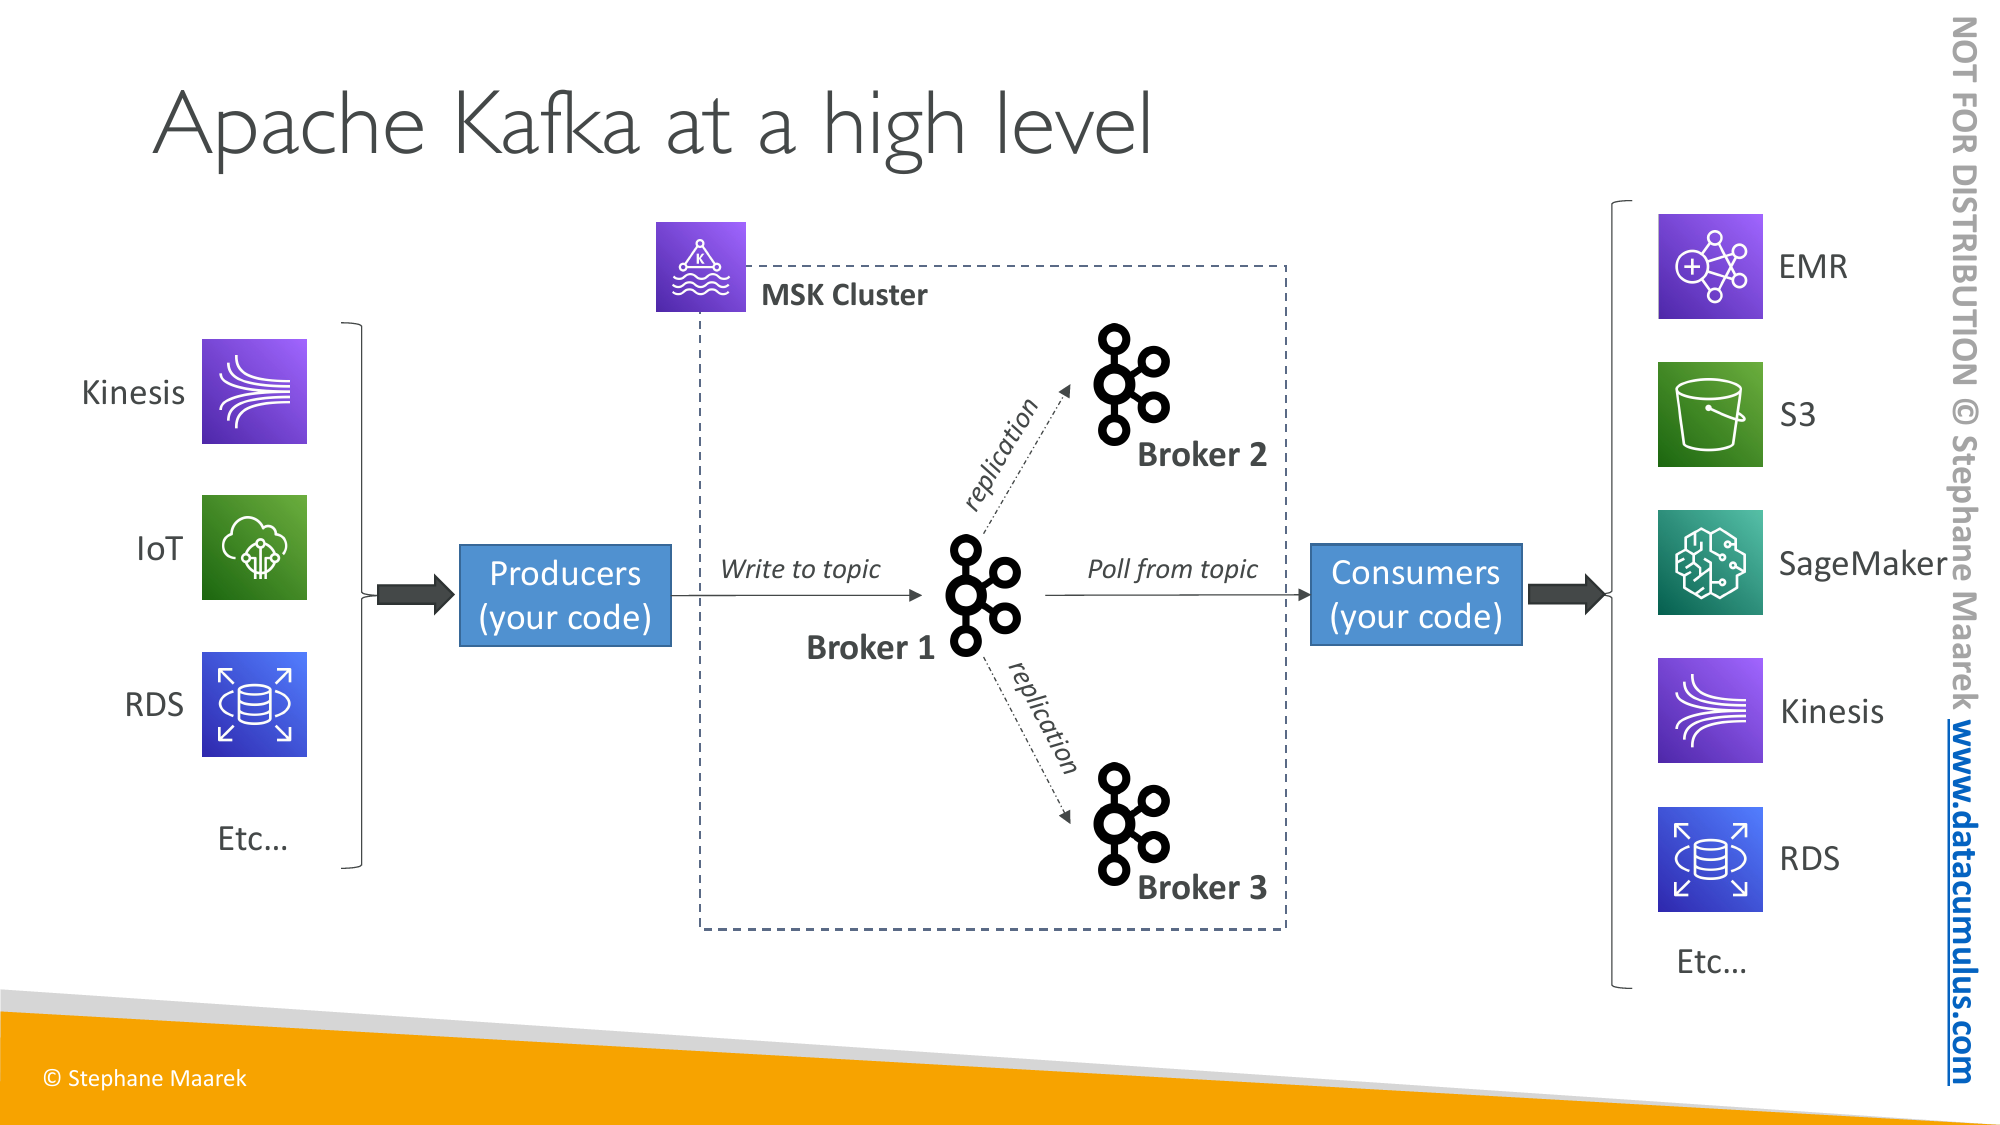 Apache Kafka at a high level
Kinesis
IoT
RDS
Etc...
Producers
(your code)
Write to topic
K
MSK Cluster
Broker 1
replication
Broker 2
replication
Broker 3
Poll from topic
Consumers
(your code)
EMR
S3
SageMaker
Kinesis
RDS
Etc...
NOT FOR DISTRIBUTION © Stephane Maarek www.datacumulus.com
© Stephane Maarek